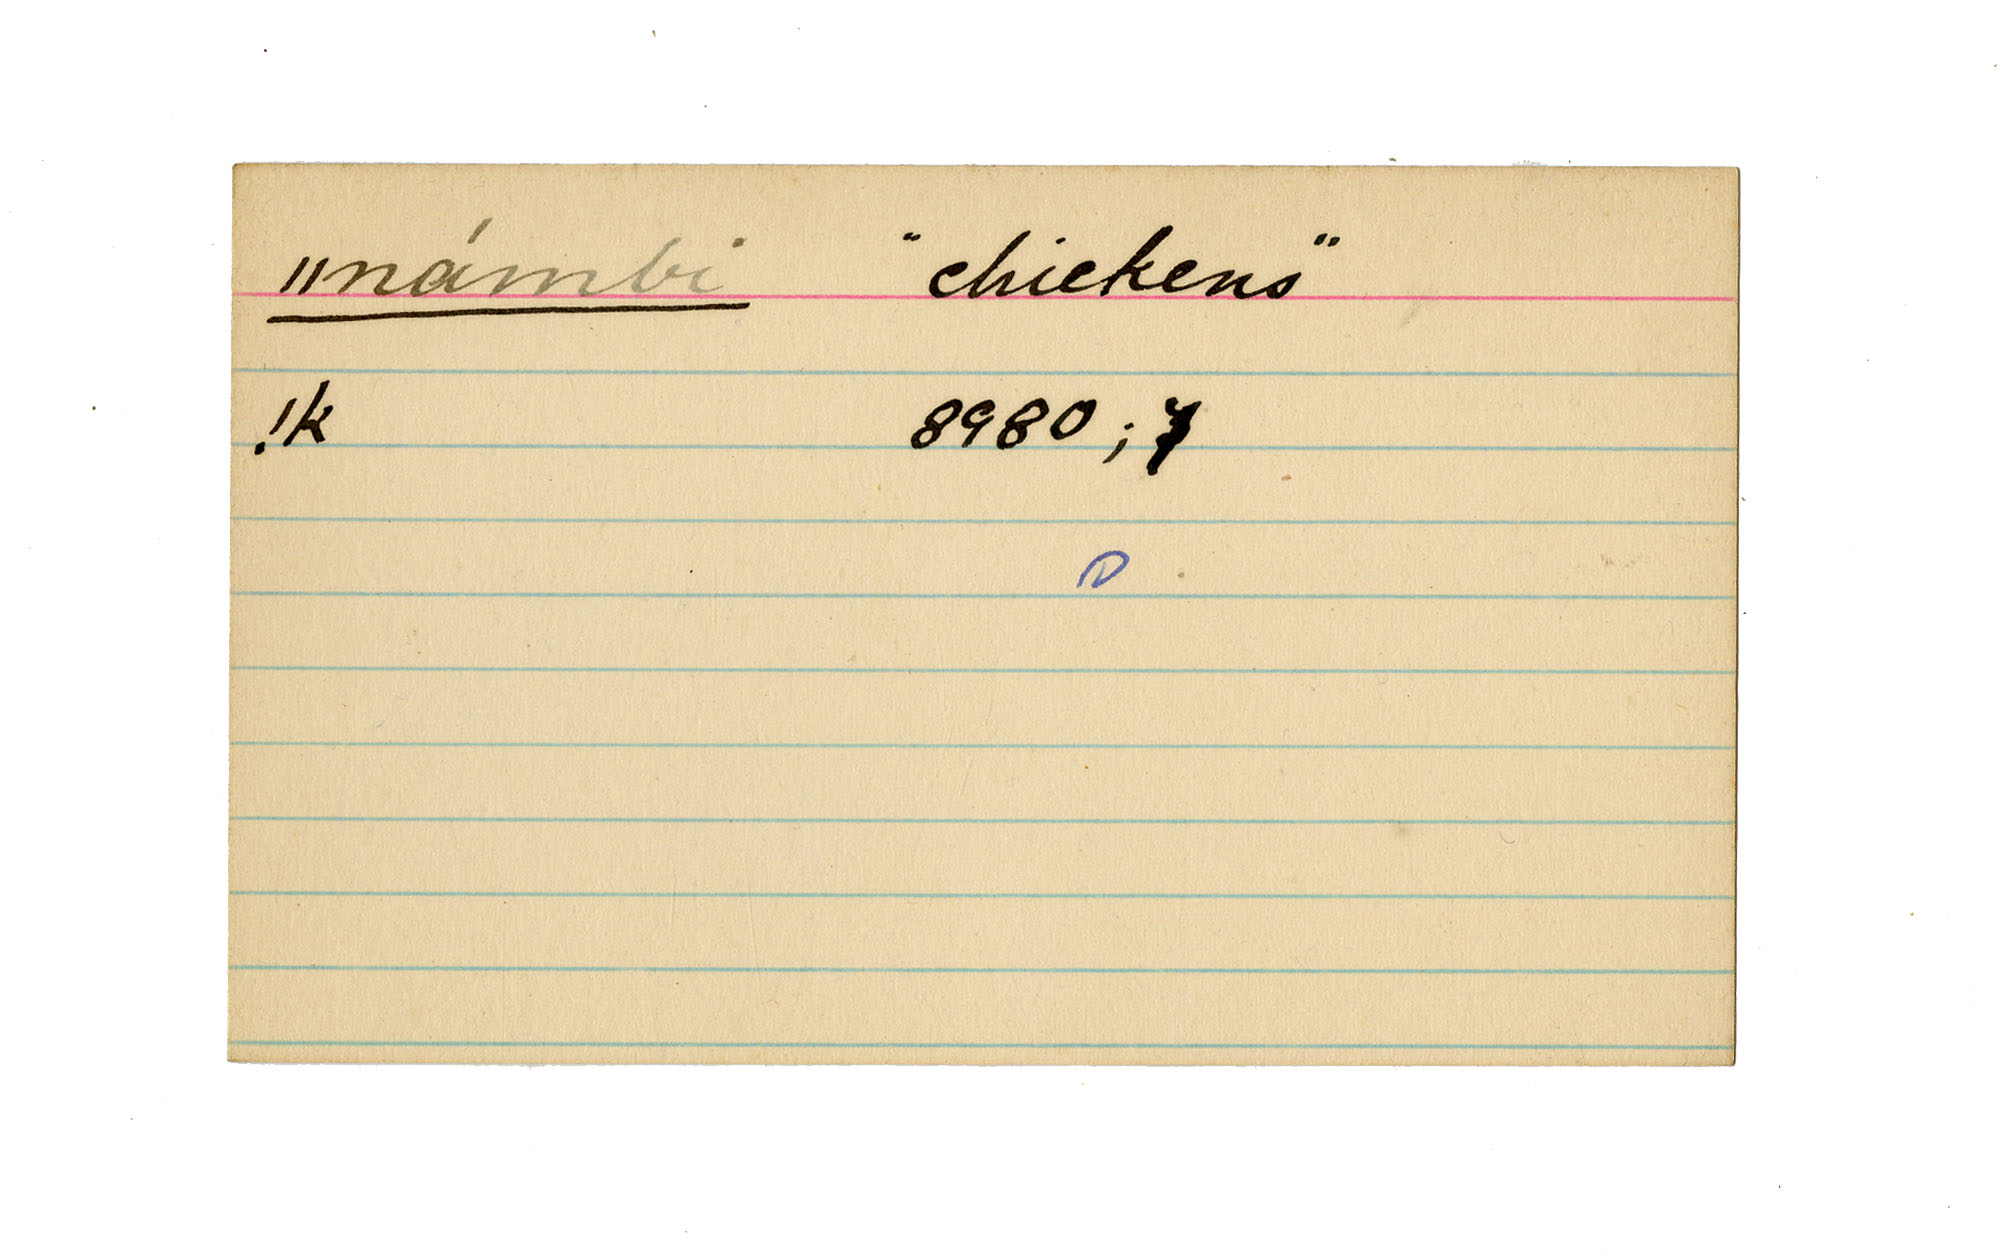 "námbi "chickens"
!k 8980 ; 7
D